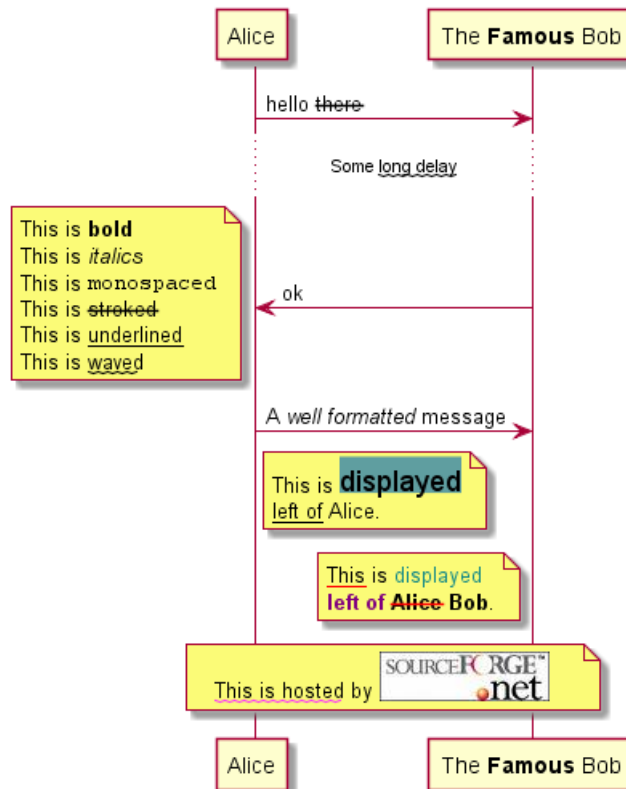 Alice
The Famous Bob
hello there
Some long delay
This is bold
This is italics
This is monospaced
This is stroked
This is underlined
This is waved
ok
A well formatted message
This is displayed
left of Alice.
This is displayed
left of Alice Bob.
This is hosted by SOURCEFORGE™
.net
Alice
The Famous Bob